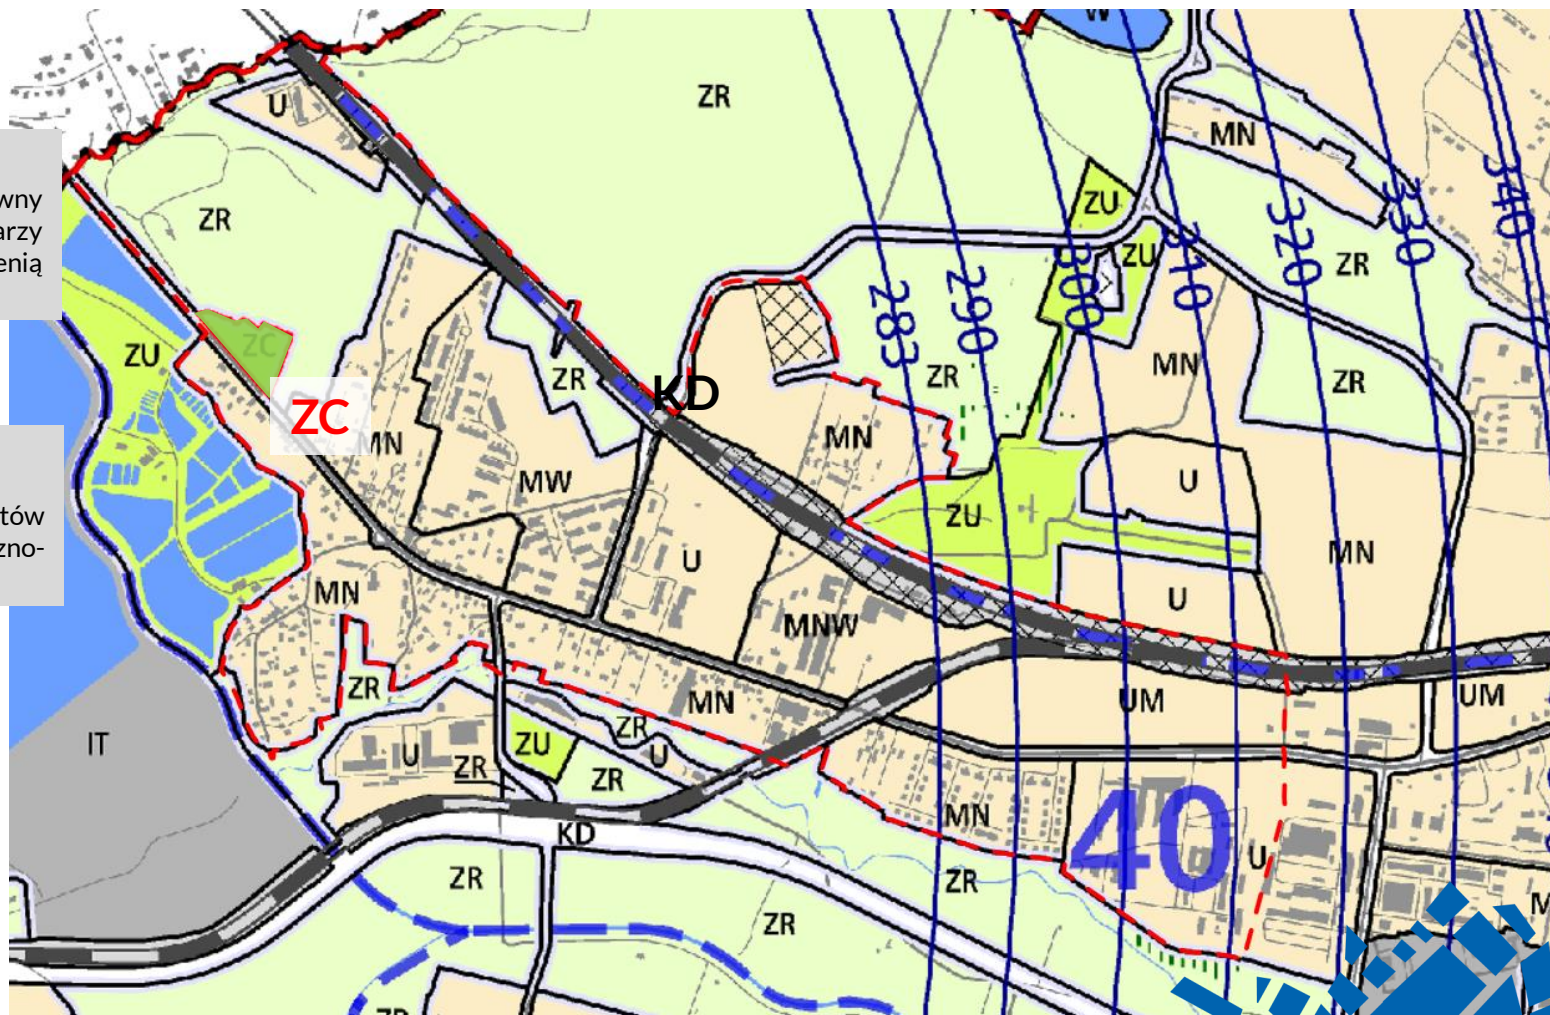 W
ZR
U
MN
wny
arzy
enią
ZU
ZR
ZU
ZR
283
290
300
310
320
330
340
ZU
ZC
ZR
ZR
MN
ZR
KD
ZC
MN
MN
MW
U
tów
zno-
ZU
U
MN
MN
U
MNW
ZR
MN
UM
UM
IT
U
ZR
ZU
ZR
U
ZR
MN
40
U
KD
ZR
ZR
ZR
M
ZR